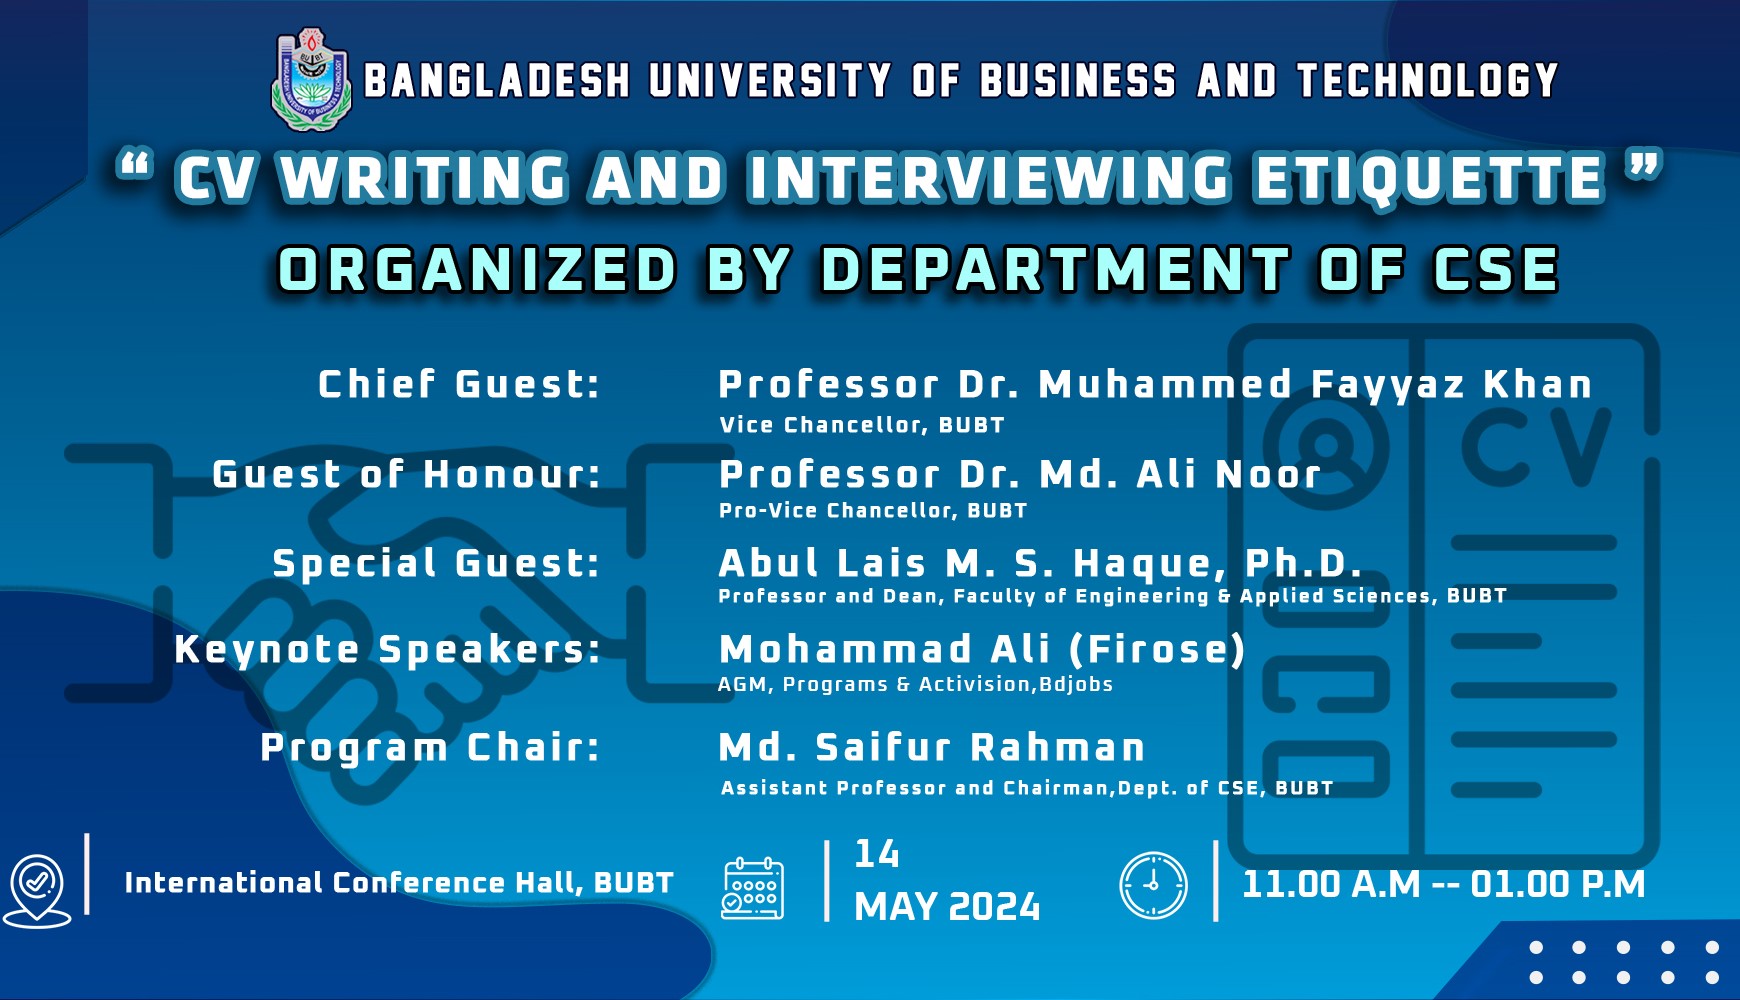 BANGLADESH UNIVERSITY OF BUSINESS AND TECHNOLOGY
“ CV WRITING AND INTERVIEWING ETIQUETTE ”
ORGANIZED BY DEPARTMENT OF CSE
Chief Guest: Professor Dr. Muhammed Fayyaz Khan
Vice Chancellor, BUBT
Guest of Honour: Professor Dr. Md. Ali Noor
Pro-Vice Chancellor, BUBT
CV
Special Guest: Abul Lais M. S. Haque, Ph.D.
Professor and Dean, Faculty of Engineering & Applied Sciences, BUBT
Keynote Speakers: Mohammad Ali (Firose)
AGM, Programs & Activision,Bdjobs
Program Chair: Md. Saifur Rahman
Assistant Professor and Chairman,Dept. of CSE, BUBT
International Conference Hall, BUBT
14
MAY 2024
11.00 A.M -- 01.00 P.M